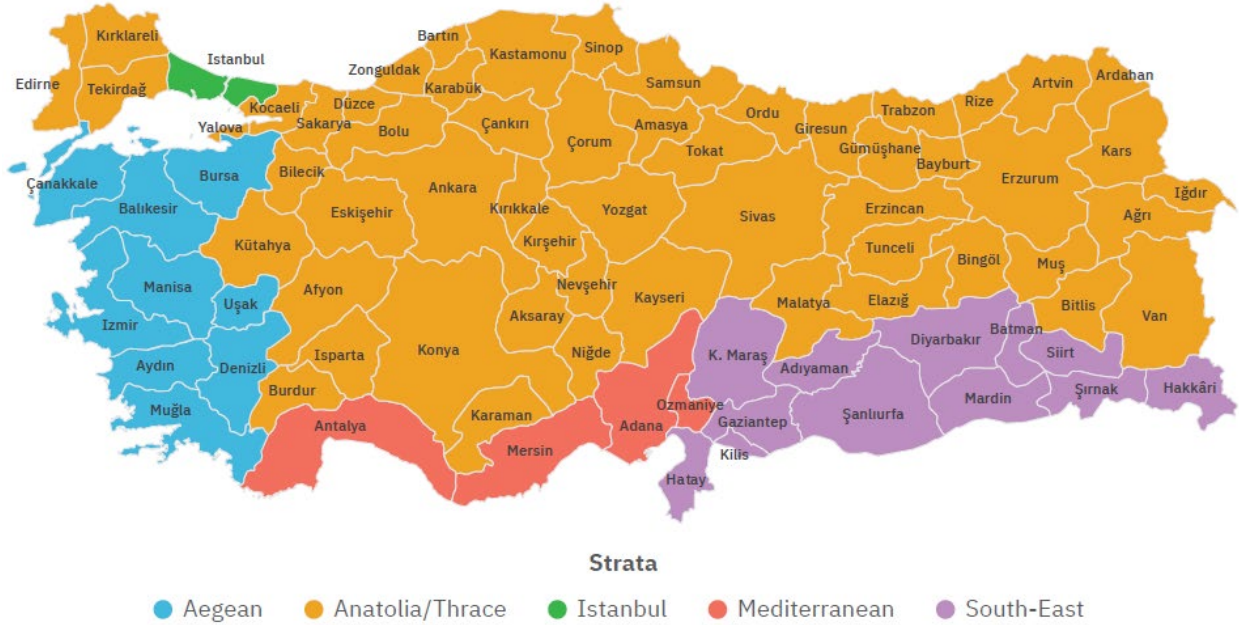 Kırklareli
Istanbul
Edirne
Tekirdağ
Kocaeli
Yalova
Sakarya
Düzce
Zonguldak
Bartın
Karabük
Kastamonu
Sinop
Samsun
Bolu
Çankırı
Çorum
Amasya
Ordu
Tokat
Giresun
Trabzon
Gümüşhane
Bayburt
Rize
Artvin
Ardahan
Kars
Erzurum
Iğdır
Ağrı
Çanakkale
Bursa
Balıkesir
Bilecik
Eskişehir
Ankara
Kırıkkale
Yozgat
Sivas
Erzincan
Tunceli
Bingöl
Muş
Kütahya
Kırşehir
Manisa
Uşak
Afyon
Nevşehir
Kayseri
Malatya
Elazığ
Bitlis
Van
Izmir
Aksaray
Aydın
Denizli
Isparta
Konya
Niğde
K. Maraş
Adıyaman
Diyarbakır
Batman
Siirt
Muğla
Burdur
Karaman
Ozmaniye
Gaziantep
Şanlıurfa
Mardin
Şırnak
Hakkâri
Antalya
Mersin
Adana
Kilis
Hatay
Strata
Aegean
Anatolia/Thrace
Istanbul
Mediterranean
South-East